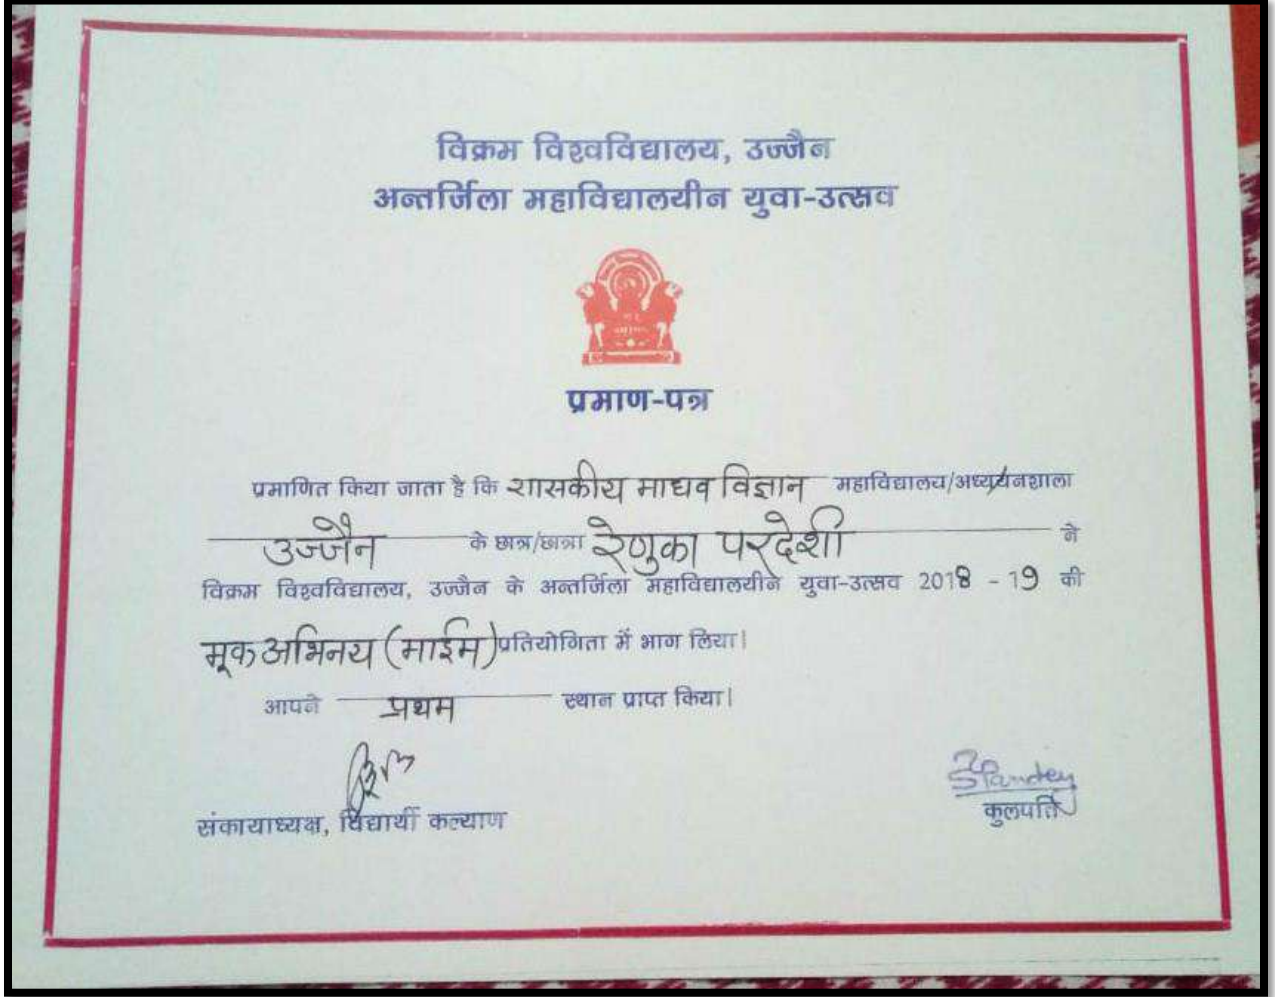 विक्रम विश्वविद्यालय, उज्जैन
अन्तर्जिला महाविद्यालयीन युवा-उत्सव
प्रमाण-पत्र
प्रमाणित किया जाता है कि शासकीय माधव विज्ञान महाविद्यालय/अध्ययनशाला
उज्जैन के छात्र/छात्रा रेणुका परदेशी ने
विक्रम विश्वविद्यालय, उज्जैन के अन्तर्जिला महाविद्यालयीन युवा-उत्सव 2018 - 19 की
मूक अभिनय (माईम) प्रतियोगिता में भाग लिया।
आपने प्रथम स्थान प्राप्त किया।
Pandey
संकायाध्यक्ष, विद्यार्थी कल्याण कुलपति